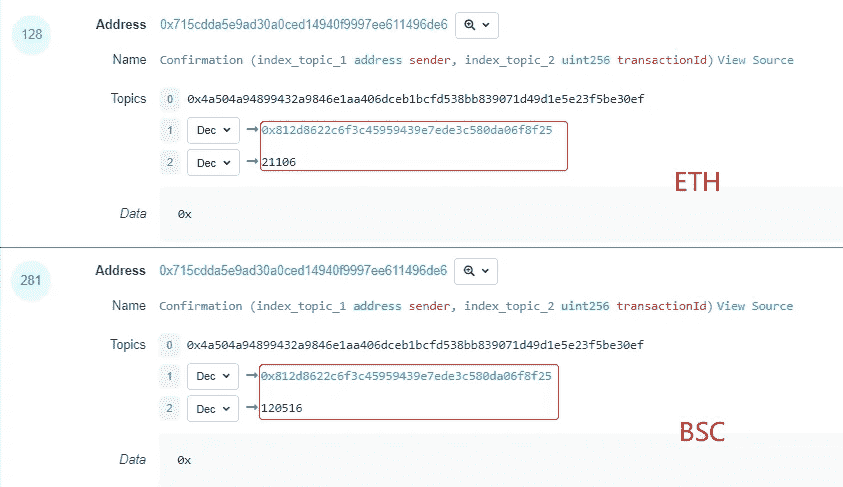 128
Address 0x715cdda5e9ad30a0ced14940f9997ee611496de6
Name Confirmation (index_topic_1 address sender, index_topic_2 uint256 transactionId) View Source
Topics 0 0x4a504a94899432a9846e1aa406dceb1bcfd538bb839071d49d1e5e23f5be30ef
1 Dec → 0x812d8622c6f3c45959439e7ede3c580da06f8f25
2 Dec → 21106
ETH
Data 0x
281
Address 0x715cdda5e9ad30a0ced14940f9997ee611496de6
Name Confirmation (index_topic_1 address sender, index_topic_2 uint256 transactionId) View Source
Topics 0 0x4a504a94899432a9846e1aa406dceb1bcfd538bb839071d49d1e5e23f5be30ef
1 Dec → 0x812d8622c6f3c45959439e7ede3c580da06f8f25
2 Dec → 120516
BSC
Data 0x